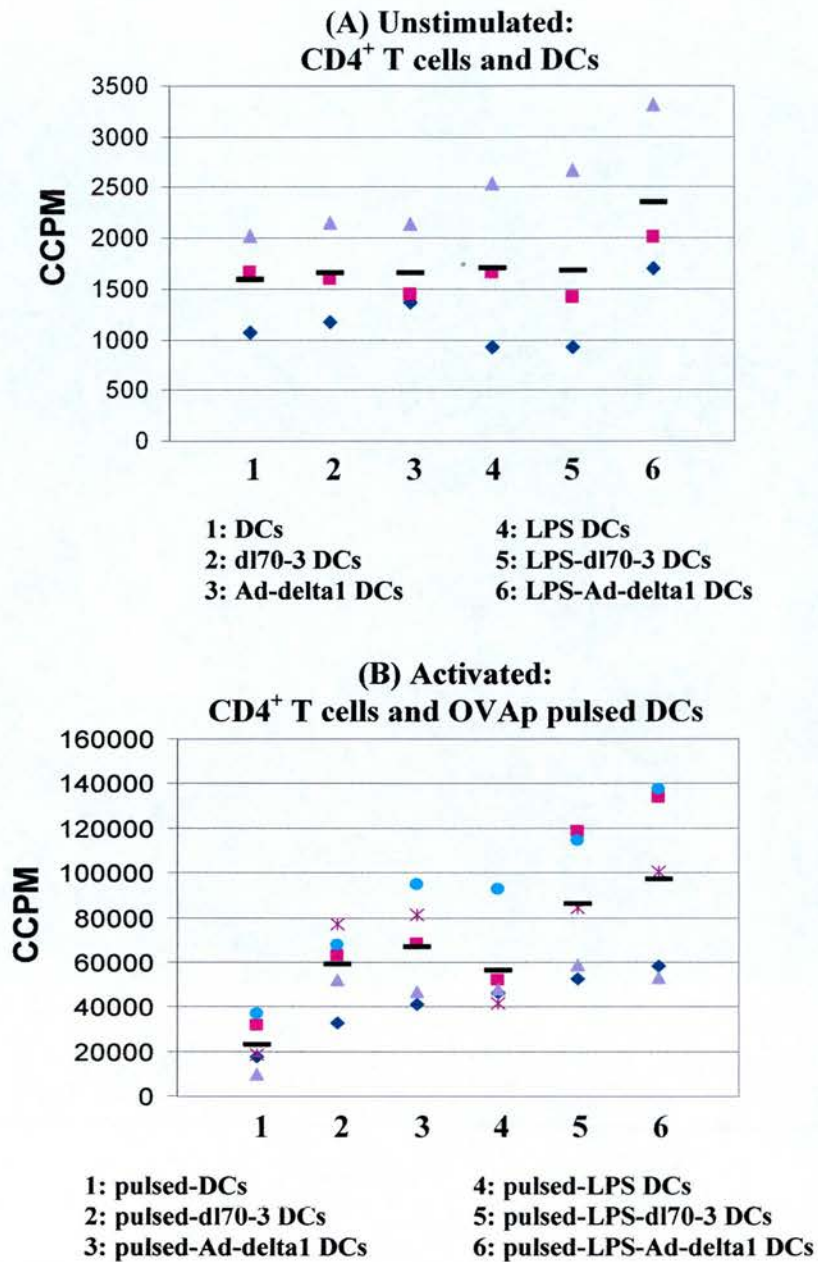 (A) Unstimulated:
CD4⁺ T cells and DCs
3500
3000
2500
2000
1500
1000
500
0
CCPM
1 2 3 4 5 6
1: DCs 4: LPS DCs
2: dl70-3 DCs 5: LPS-dl70-3 DCs
3: Ad-delta1 DCs 6: LPS-Ad-delta1 DCs
(B) Activated:
CD4⁺ T cells and OVAp pulsed DCs
160000
140000
120000
100000
80000
60000
40000
20000
0
CCPM
1 2 3 4 5 6
1: pulsed-DCs 4: pulsed-LPS DCs
2: pulsed-dl70-3 DCs 5: pulsed-LPS-dl70-3 DCs
3: pulsed-Ad-delta1 DCs 6: pulsed-LPS-Ad-delta1 DCs